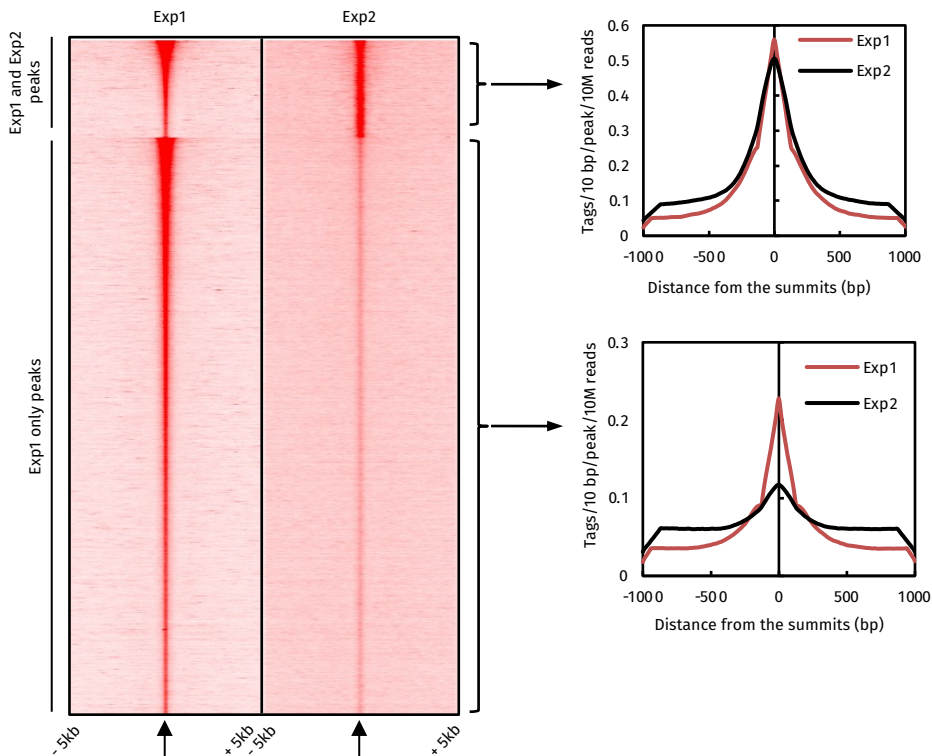 Exp1
Exp2
Exp1 and Exp2
peaks
Exp1 only peaks
- 5kb
+ 5kb
- 5kb
+ 5kb
Tags/10 bp/peak/10M reads
0.6
0.5
0.4
0.3
0.2
0.1
0
Exp1
Exp2
-1000
-500
0
500
1000
Distance fom the summits (bp)
Tags/10 bp/peak/10M reads
0.3
0.2
0.1
0
Exp1
Exp2
-1000
-500
0
500
1000
Distance from the summits (bp)